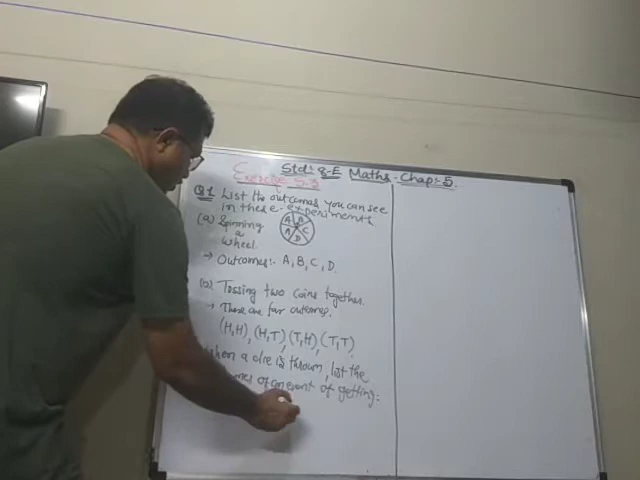 Std:- 8-E Maths - Chap:- 5.
Exercise 5.3
Q.1 List the outcomes you can see
in these experiments.
(a) Spinning
a
wheel.
A B C D A
→ Outcomes:- A, B, C, D.
(b) Tossing two coins together.
→ There are four outcomes.
(H,H), (H,T), (T,H), (T,T).
When a die is thrown, list the
of an event of getting: